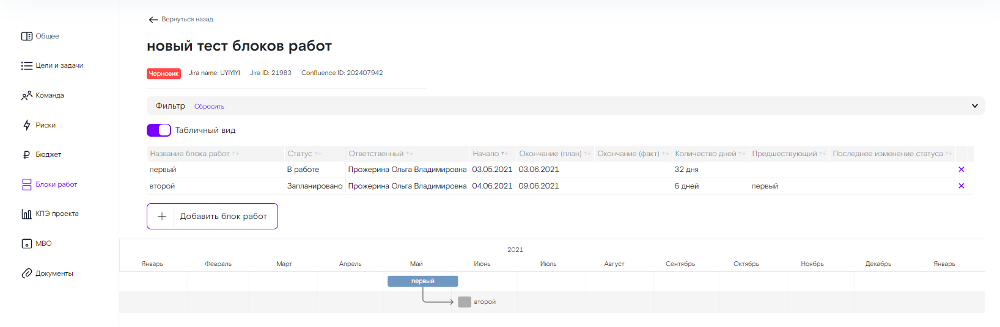 Вернуться назад
Общее
Цели и задачи
Команда
Риски
Бюджет
Блоки работ
КПЭ проекта
МВО
Документы
новый тест блоков работ
Черновик Jira name: UYIYIYI Jira ID: 21983 Confluence ID: 202407942
Фильтр Сбросить
Табличный вид
Название блока работ Статус Ответственный Начало Окончание (план) Окончание (факт) Количество дней Предшествующий Последнее изменение статуса
первый В работе Прожерина Ольга Владимировна 03.05.2021 03.06.2021 32 дня
второй Запланировано Прожерина Ольга Владимировна 04.06.2021 09.06.2021 6 дней первый
Добавить блок работ
2021
Январь Февраль Март Апрель Май Июнь Июль Август Сентябрь Октябрь Ноябрь Декабрь Январь
первый
второй